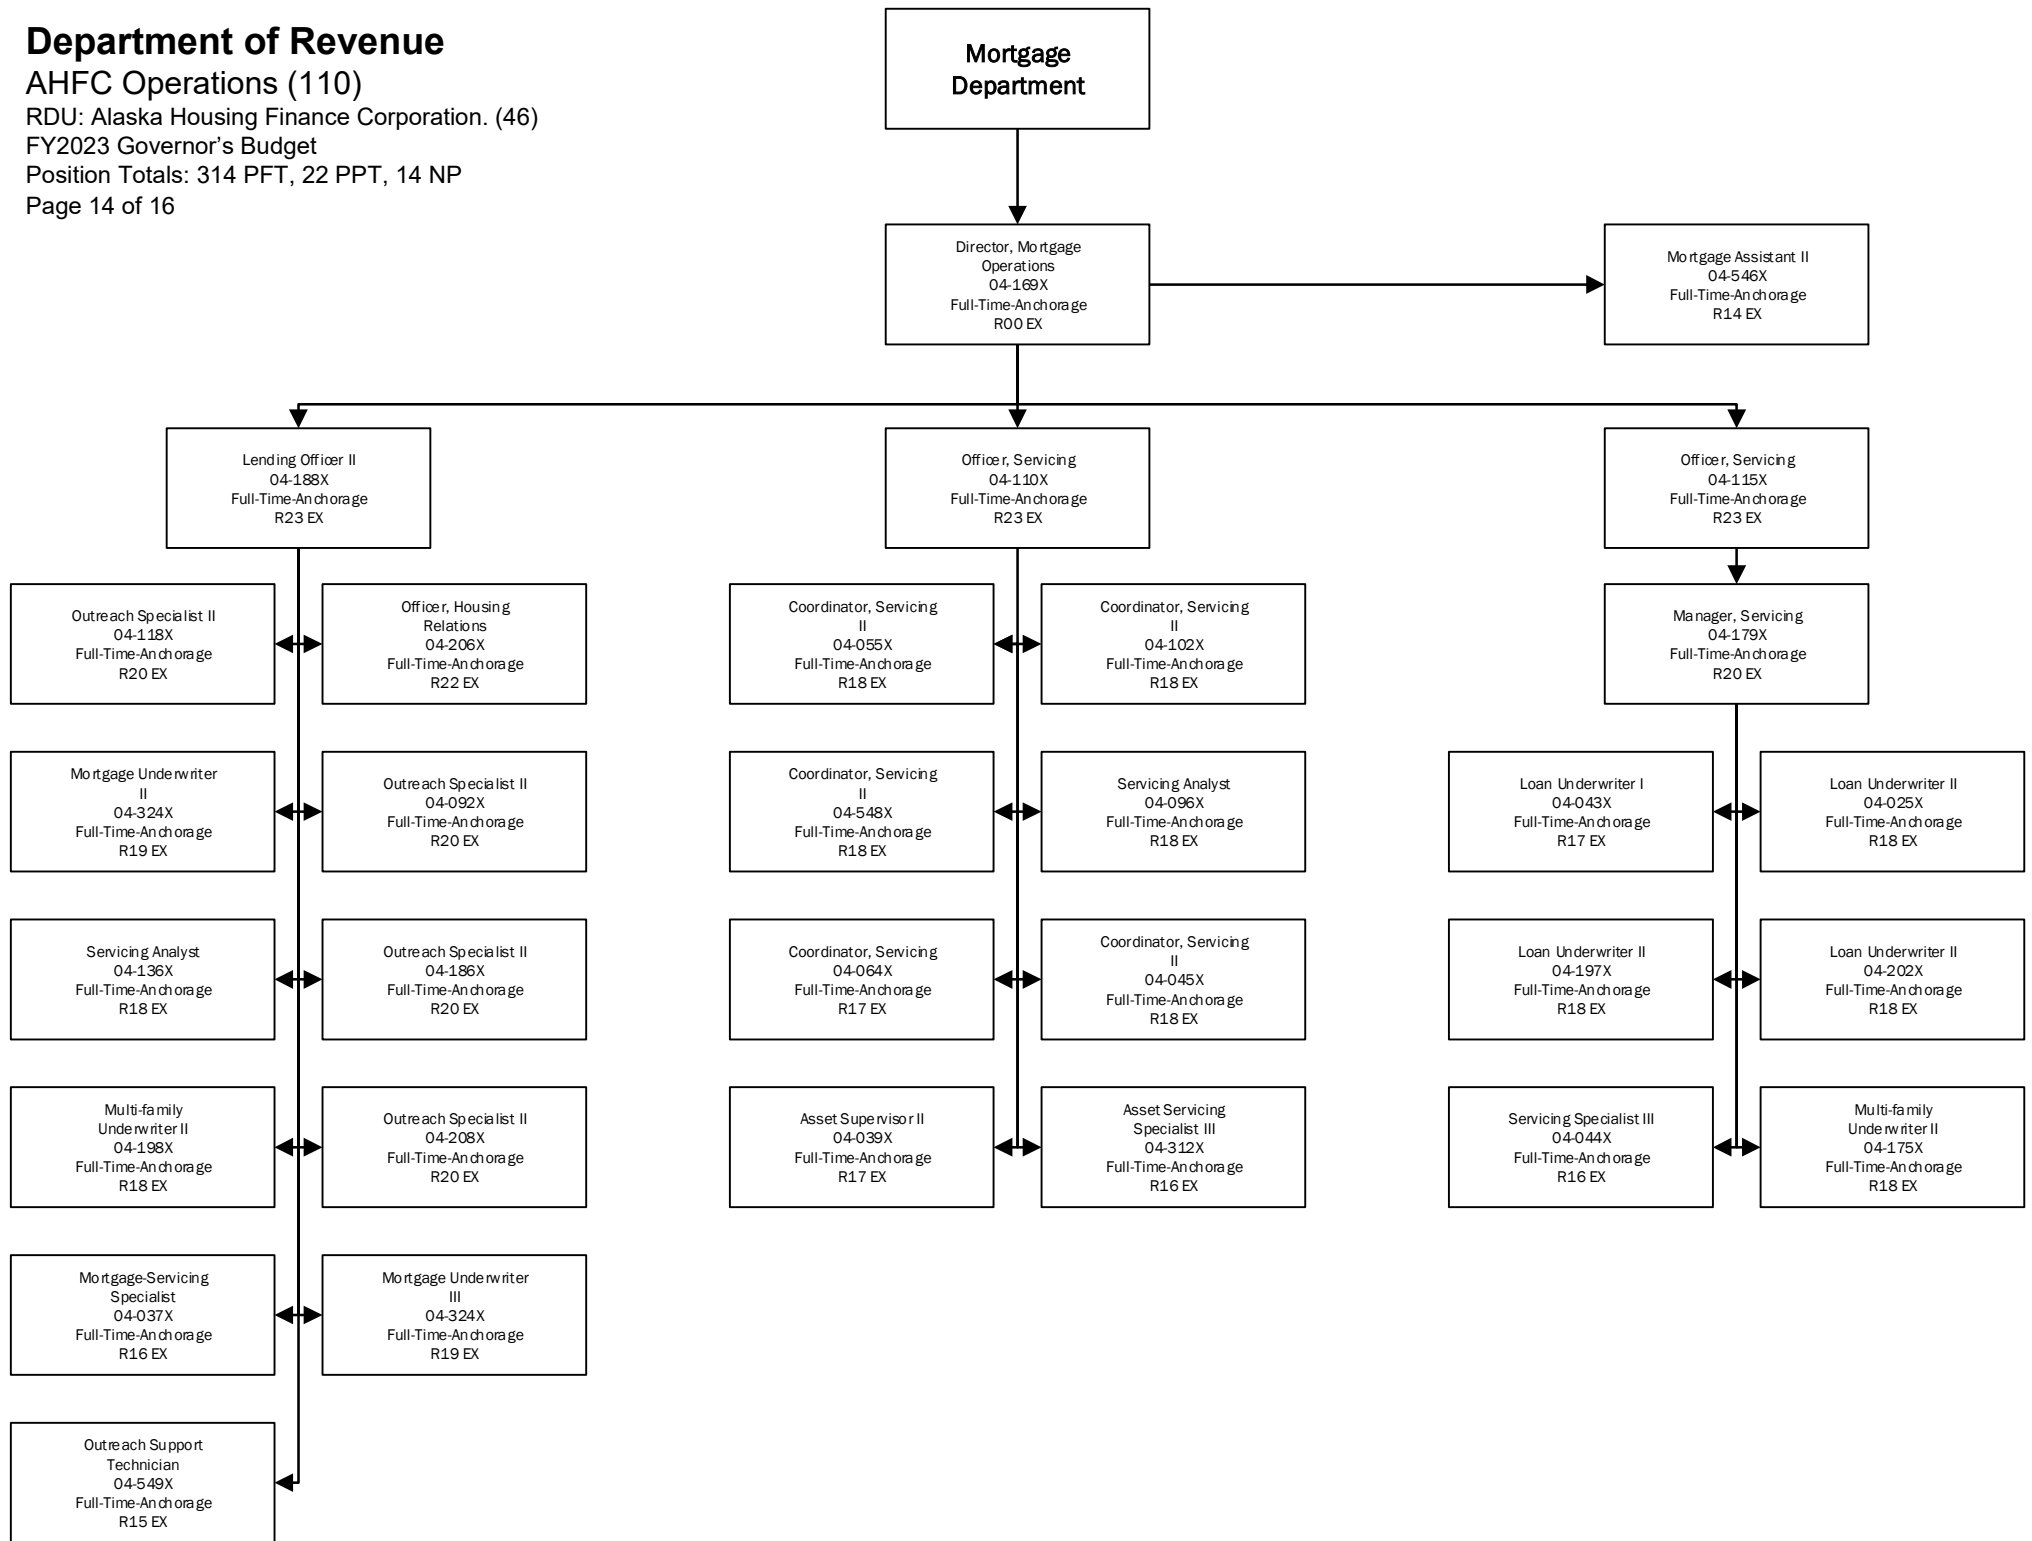 Department of Revenue
AHFC Operations (110)
RDU: Alaska Housing Finance Corporation. (46)
FY2023 Governor's Budget
Position Totals: 314 PFT, 22 PPT, 14 NP
Page 14 of 16
Mortgage
Department
Director, Mortgage
Operations
04-169X
Full-Time-Anchorage
R00 EX
Mortgage Assistant II
04-546X
Full-Time-Anchorage
R14 EX
Lending Officer II
04-188X
Full-Time-Anchorage
R23 EX
Officer, Servicing
04-110X
Full-Time-Anchorage
R23 EX
Officer, Servicing
04-115X
Full-Time-Anchorage
R23 EX
Outreach Specialist II
04-118X
Full-Time-Anchorage
R20 EX
Officer, Housing
Relations
04-206X
Full-Time-Anchorage
R22 EX
Coordinator, Servicing
II
04-055X
Full-Time-Anchorage
R18 EX
Coordinator, Servicing
II
04-102X
Full-Time-Anchorage
R18 EX
Manager, Servicing
04-179X
Full-Time-Anchorage
R20 EX
Mortgage Underwriter
II
04-324X
Full-Time-Anchorage
R19 EX
Outreach Specialist II
04-092X
Full-Time-Anchorage
R20 EX
Coordinator, Servicing
II
04-548X
Full-Time-Anchorage
R18 EX
Servicing Analyst
04-096X
Full-Time-Anchorage
R18 EX
Loan Underwriter I
04-043X
Full-Time-Anchorage
R17 EX
Loan Underwriter II
04-025X
Full-Time-Anchorage
R18 EX
Servicing Analyst
04-136X
Full-Time-Anchorage
R18 EX
Outreach Specialist II
04-186X
Full-Time-Anchorage
R20 EX
Coordinator, Servicing
04-064X
Full-Time-Anchorage
R17 EX
Coordinator, Servicing
II
04-045X
Full-Time-Anchorage
R18 EX
Loan Underwriter II
04-197X
Full-Time-Anchorage
R18 EX
Loan Underwriter II
04-202X
Full-Time-Anchorage
R18 EX
Multi-family
Underwriter II
04-198X
Full-Time-Anchorage
R18 EX
Outreach Specialist II
04-208X
Full-Time-Anchorage
R20 EX
Asset Supervisor II
04-039X
Full-Time-Anchorage
R17 EX
Asset Servicing
Specialist III
04-312X
Full-Time-Anchorage
R16 EX
Servicing Specialist III
04-044X
Full-Time-Anchorage
R16 EX
Multi-family
Underwriter II
04-175X
Full-Time-Anchorage
R18 EX
Mortgage-Servicing
Specialist
04-037X
Full-Time-Anchorage
R16 EX
Mortgage Underwriter
III
04-324X
Full-Time-Anchorage
R19 EX
Outreach Support
Technician
04-549X
Full-Time-Anchorage
R15 EX